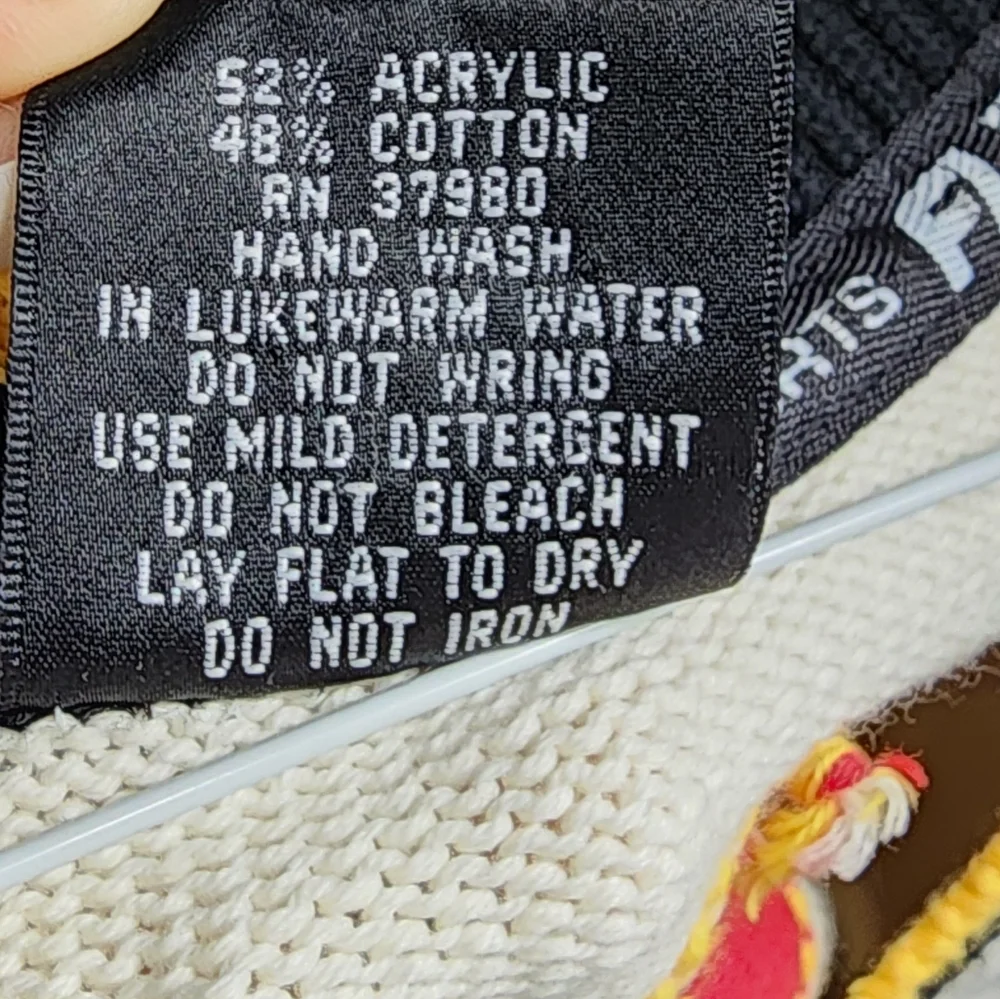 52% ACRYLIC
48% COTTON
RN 37980
HAND WASH
IN LUKEWARM WATER
DO NOT WRING
USE MILD DETERGENT
DO NOT BLEACH
LAY FLAT TO DRY
DO NOT IRON